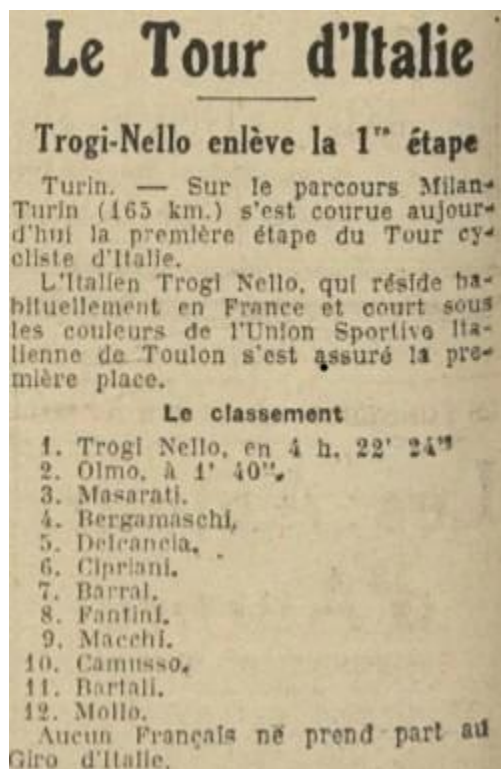 Le Tour d'Italie
Trogi-Nello enlève la 1re étape
Turin. — Sur le parcours Milan-
Turin (165 km.) s'est courue aujour-
d'hui la première étape du Tour cy-
cliste d'Italie.
L'Italien Trogi Nello, qui réside ha-
bituellement en France et court sous
les couleurs de l'Union Sportive Ita-
lienne de Toulon s'est assuré la pre-
mière place.
Le classement
1. Trogi Nello, en 4 h. 22' 24"
2. Olmo, à 1' 40".
3. Masarati.
4. Bergamaschi.
5. Delcancia.
6. Cipriani.
7. Barral.
8. Fantini.
9. Macchi.
10. Camusso.
11. Bartali.
12. Mollo.
Aucun Français ne prend part au
Giro d'Italie.